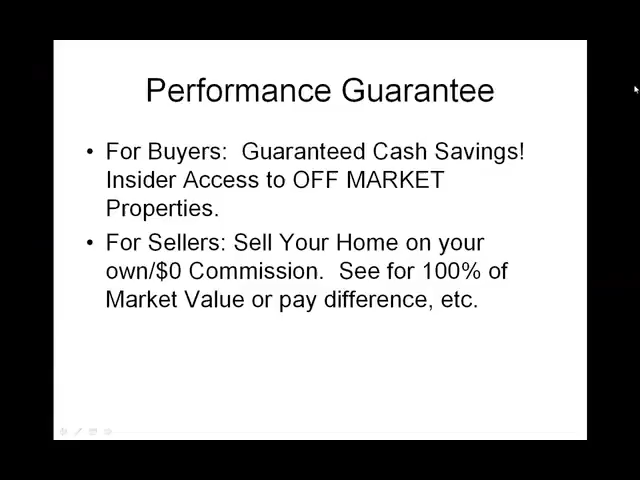 Performance Guarantee
• For Buyers:  Guaranteed Cash Savings!
Insider Access to OFF MARKET
Properties.
• For Sellers: Sell Your Home on your
own/$0 Commission.  See for 100% of
Market Value or pay difference, etc.